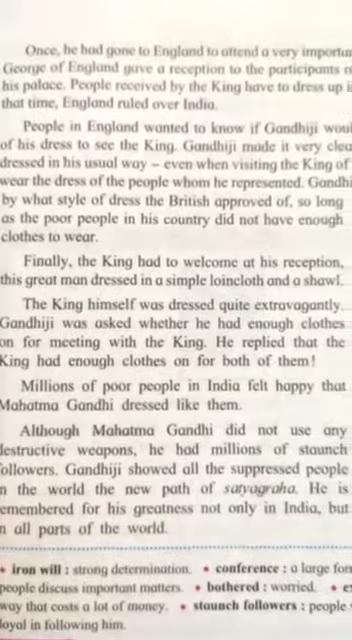 Once, he had gone to England to attend a very
George of England gave a reception to the participants
his palace. People received by the King have to dress up
that time, England ruled over India.
People in England wanted to know if Gandhiji
of his dress to see the King. Gandhiji made it very
dressed in his usual way – even when visiting the King of
wear the dress of the people whom he represented.
by what style of dress the British approved of, so long
as the poor people in his country did not have enough
clothes to wear.
Finally, the King had to welcome at his reception,
this great man dressed in a simple loincloth and a shawl.
The King himself was dressed quite extravagantly.
Gandhiji was asked whether he had enough clothes
on for meeting with the King. He replied that the
King had enough clothes on for both of them!
Millions of poor people in India felt happy that
Mahatma Gandhi dressed like them.
Although Mahatma Gandhi did not use any
destructive weapons, he had millions of staunch
followers. Gandhiji showed all the suppressed people
n the world the new path of satyagraha. He is
emembered for his greatness not only in India, but
n all parts of the world.
• iron will : strong determination. • conference : a large
people discuss important matters. • bothered : worried. •
way that costs a lot of money. • staunch followers : people
loyal in following him.